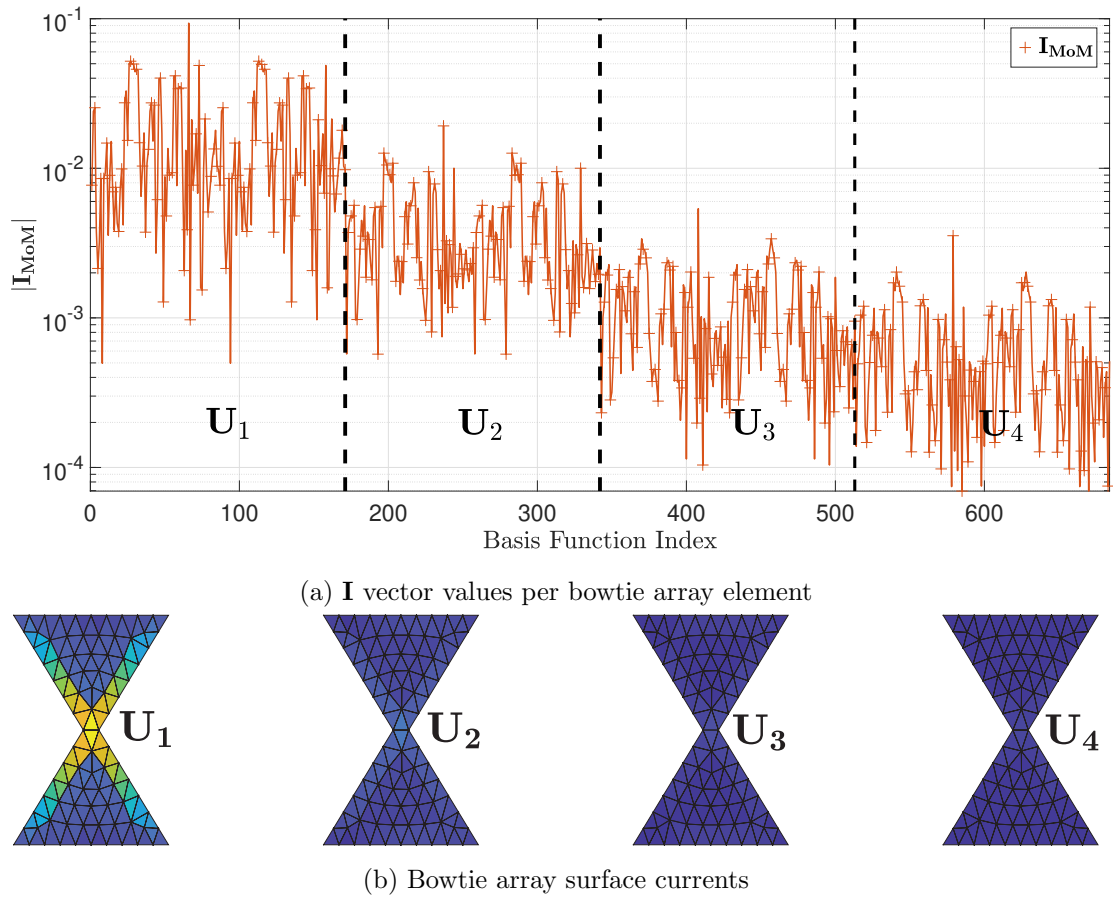 10^-1
10^-2
10^-3
10^-4
|I_MoM|
I_MoM
U_1
U_2
U_3
U_4
0 100 200 300 400 500 600
Basis Function Index
(a) I vector values per bowtie array element
U_1
U_2
U_3
U_4
(b) Bowtie array surface currents